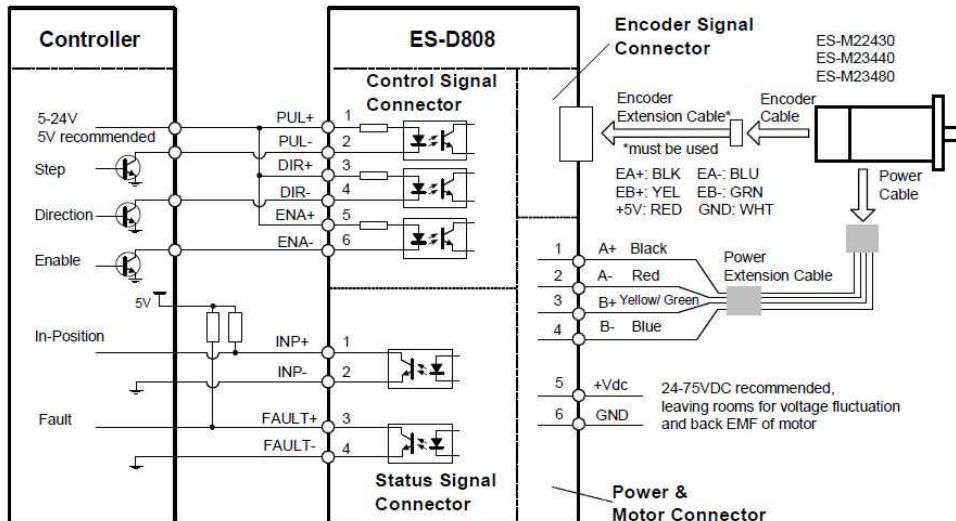 Controller
ES-D808
Encoder Signal
Connector
ES-M22430
ES-M23440
ES-M23480
Control Signal
Connector
5-24V
5V recommended
Step
Direction
Enable
PUL+ 1
PUL- 2
DIR+ 3
DIR- 4
ENA+ 5
ENA- 6
Encoder
Extension Cable*
*must be used
Encoder
Cable
EA+: BLK EA-: BLU
EB+: YEL EB-: GRN
+5V: RED GND: WHT
Power
Cable
1 A+ Black
2 A- Red
3 B+ Yellow/ Green
4 B- Blue
Power
Extension Cable
5V
In-Position
Fault
INP+ 1
INP- 2
FAULT+ 3
FAULT- 4
5 +Vdc
6 GND
24-75VDC recommended,
leaving rooms for voltage fluctuation
and back EMF of motor
Status Signal
Connector
Power &
Motor Connector